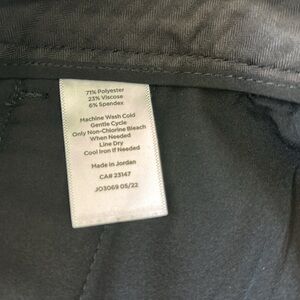 71% Polyester
23% Viscose
6% Spandex
Machine Wash Cold
Gentle Cycle
Only Non-Chlorine Bleach
When Needed
Line Dry
Cool Iron If Needed
Made in Jordan
CA# 23147
JO3069 05/22